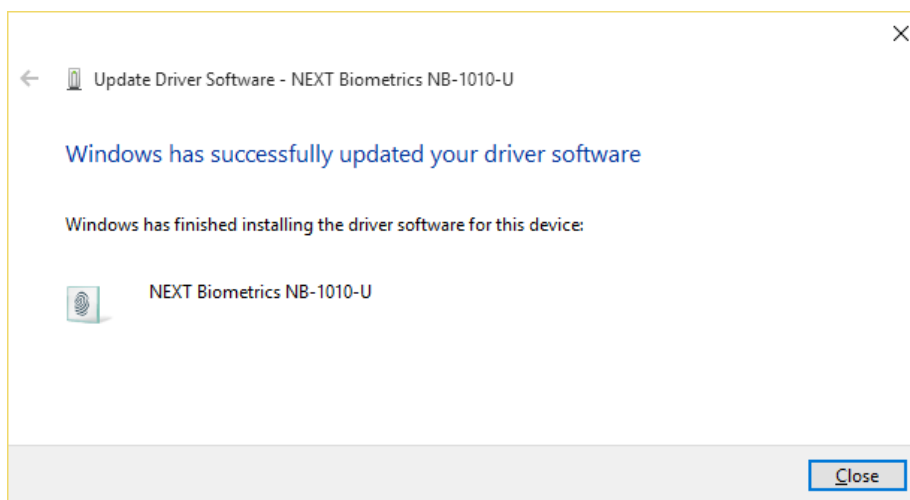 Update Driver Software - NEXT Biometrics NB-1010-U
Windows has successfully updated your driver software
Windows has finished installing the driver software for this device:
NEXT Biometrics NB-1010-U
Close